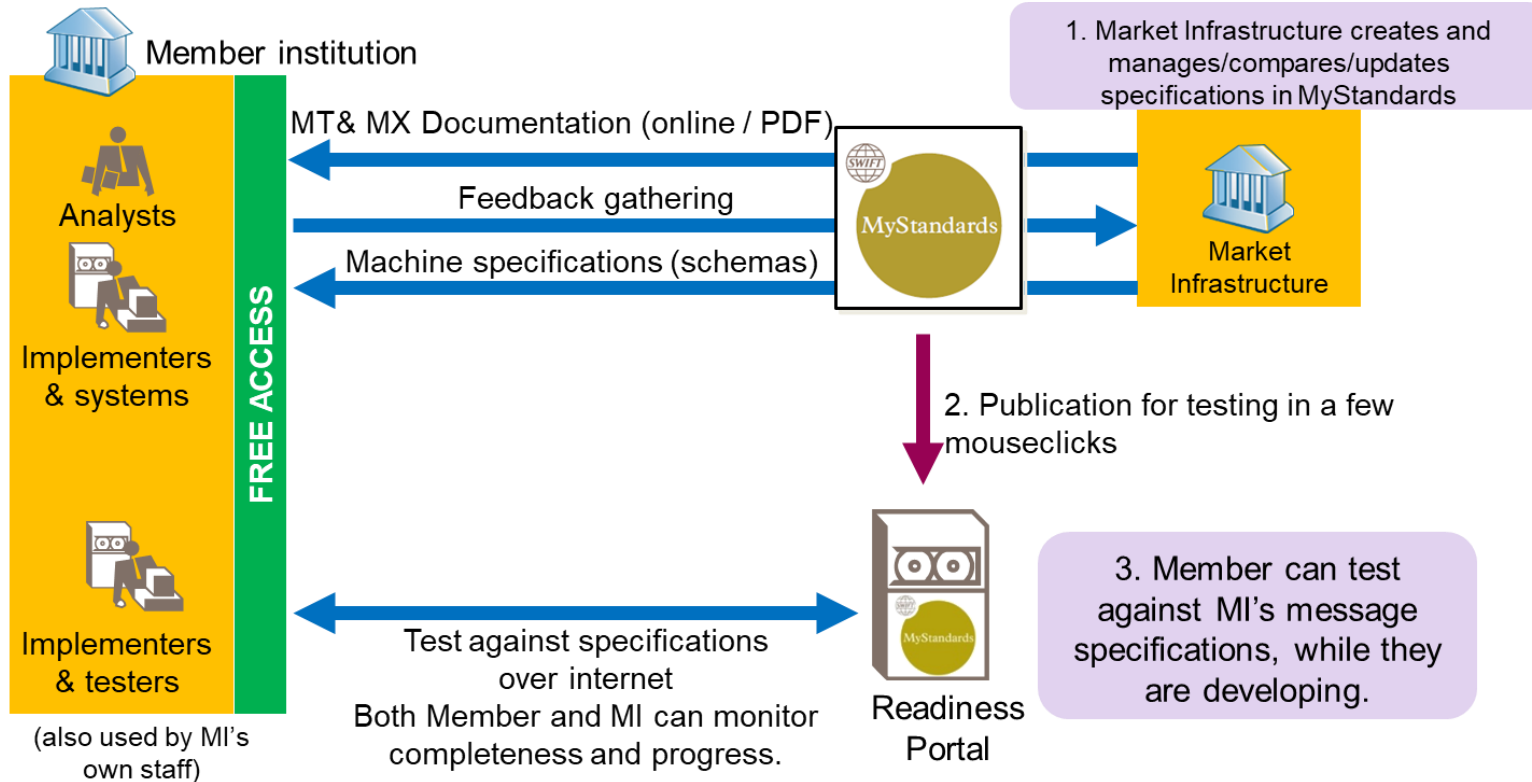 Member institution
1. Market Infrastructure creates and
manages/compares/updates
specifications in MyStandards
MT& MX Documentation (online / PDF)
SWIFT
MyStandards
Analysts
Feedback gathering
Machine specifications (schemas)
Market
Infrastructure
Implementers
& systems
FREE ACCESS
2. Publication for testing in a few
mouseclicks
Implementers
& testers
Test against specifications
over internet
Both Member and MI can monitor
completeness and progress.
SWIFT
MyStandards
Readiness
Portal
3. Member can test
against MI’s message
specifications, while they
are developing.
(also used by MI’s
own staff)